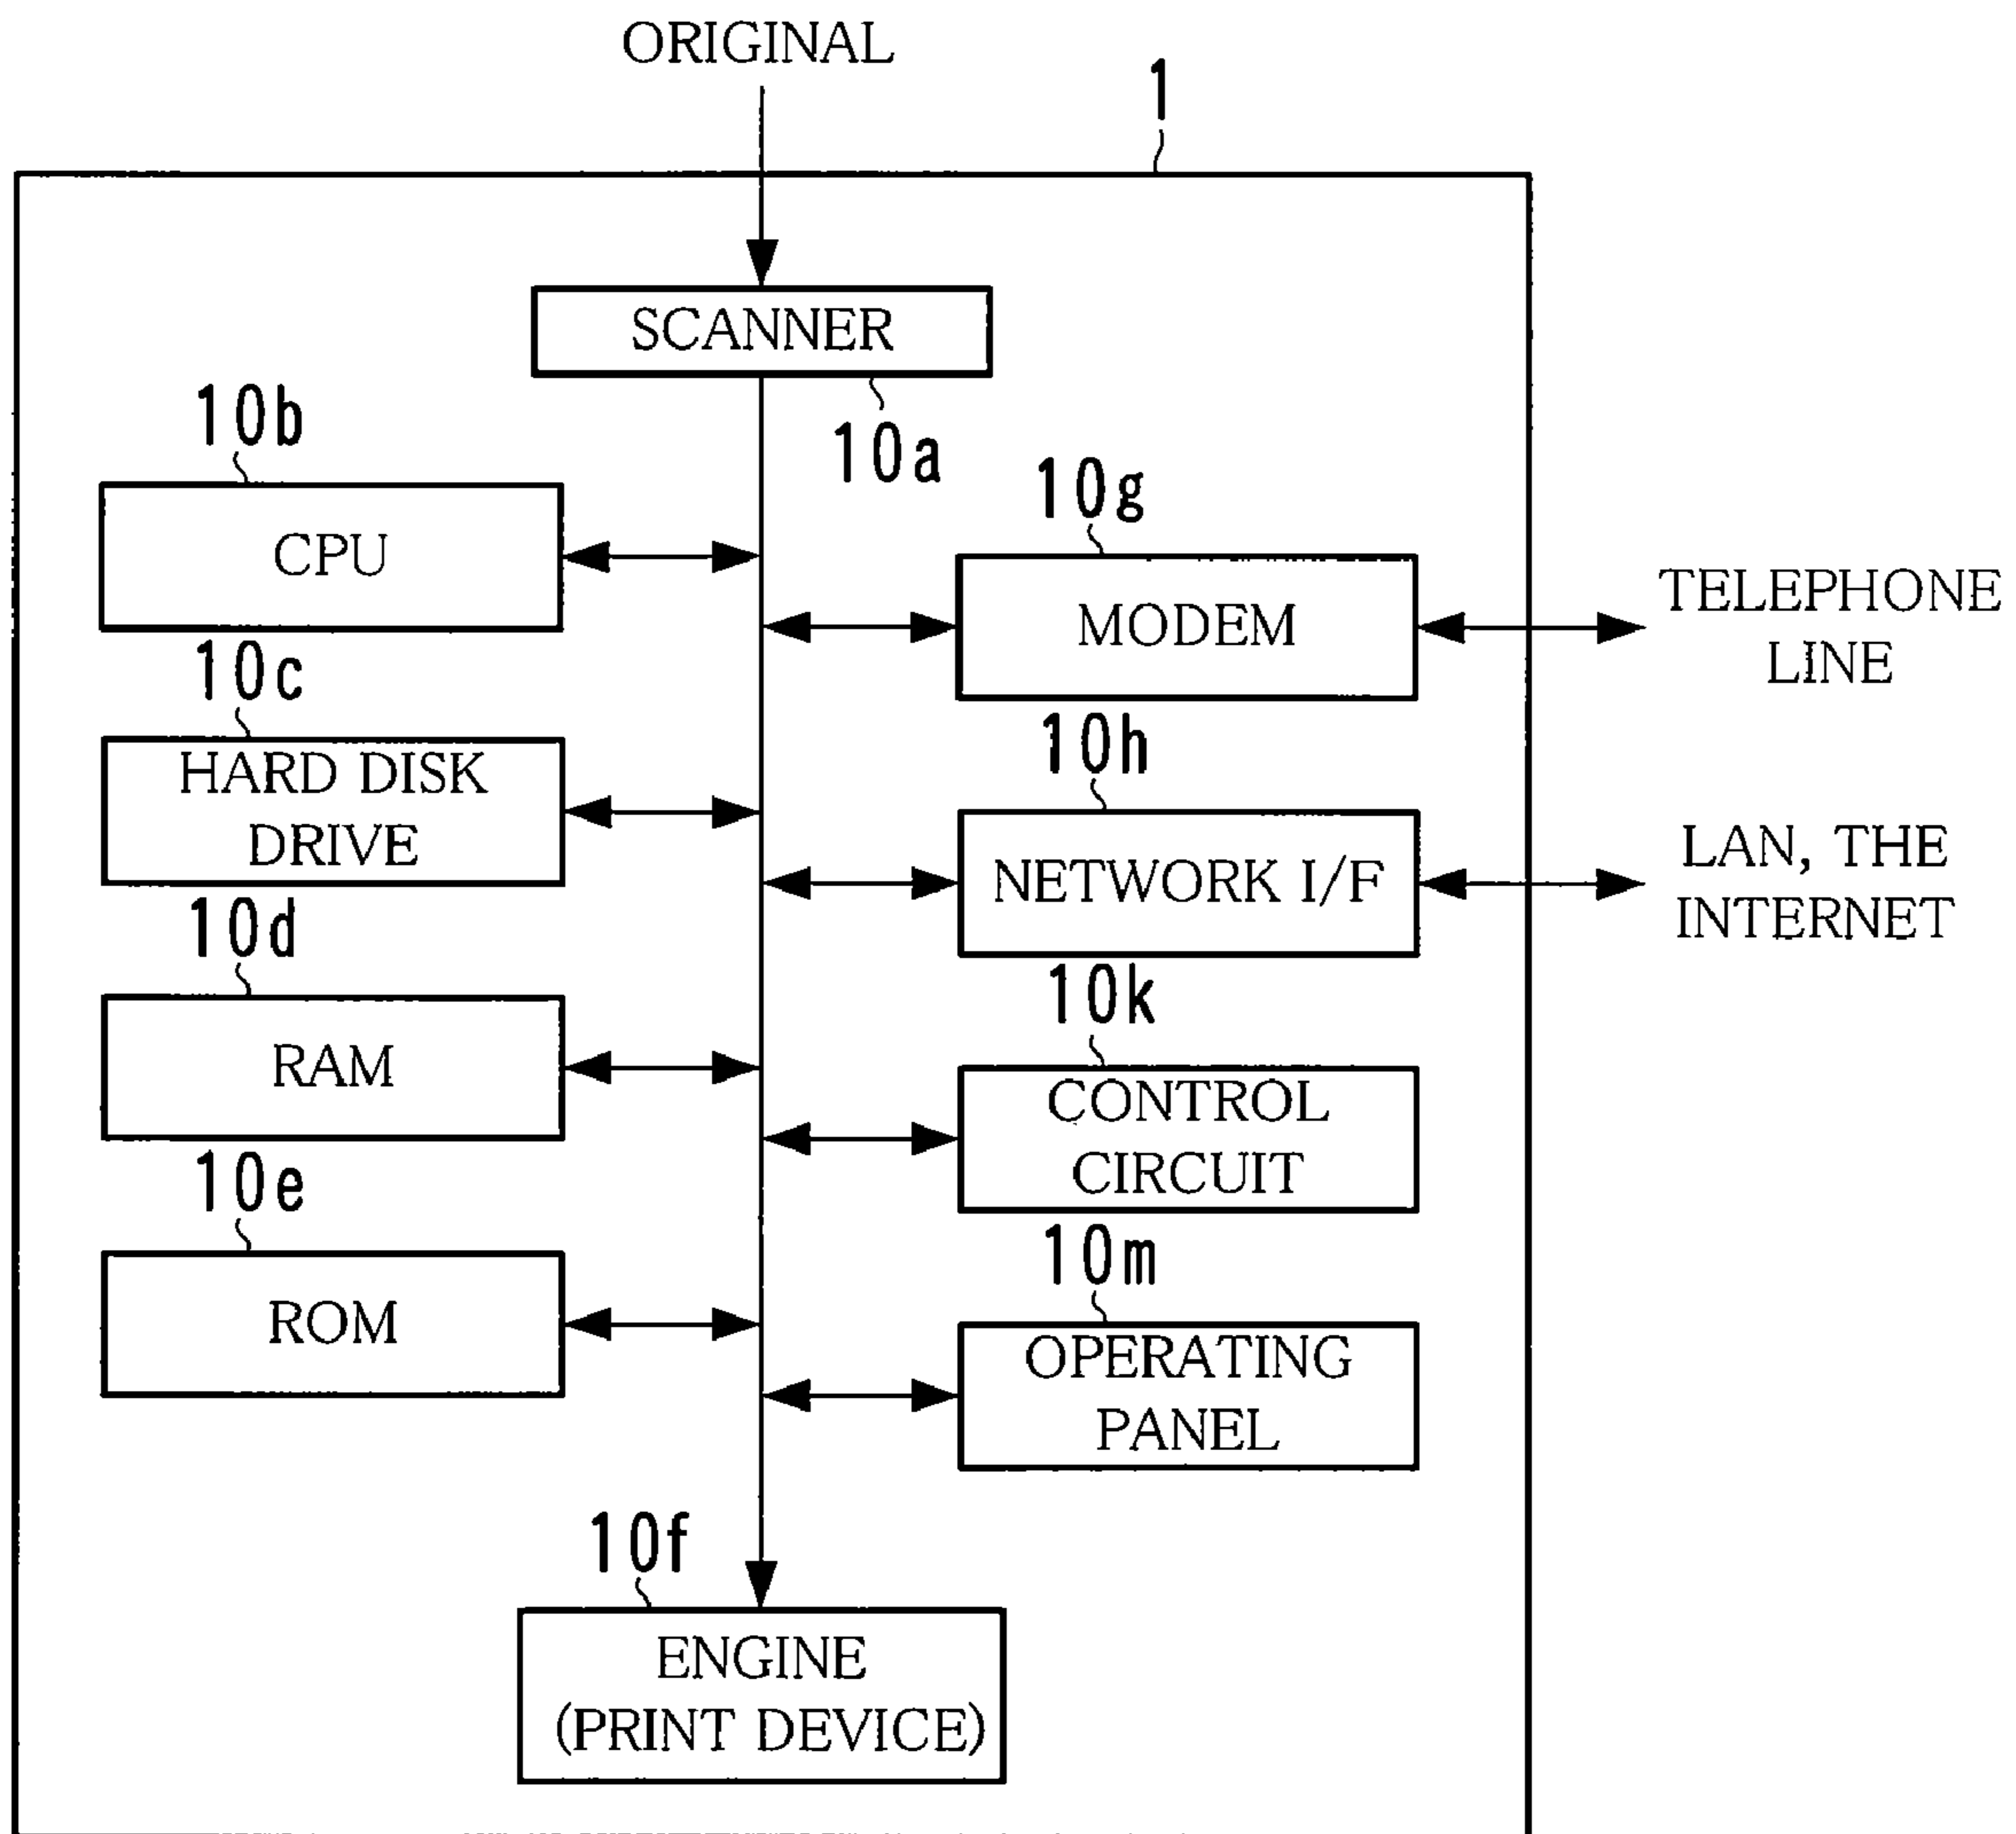 ORIGINAL
1
SCANNER
10a
10b
CPU
10g
MODEM
TELEPHONE
LINE
10c
HARD DISK
DRIVE
10h
NETWORK I/F
LAN, THE
INTERNET
10d
RAM
10k
CONTROL
CIRCUIT
10e
ROM
10m
OPERATING
PANEL
10f
ENGINE
(PRINT DEVICE)